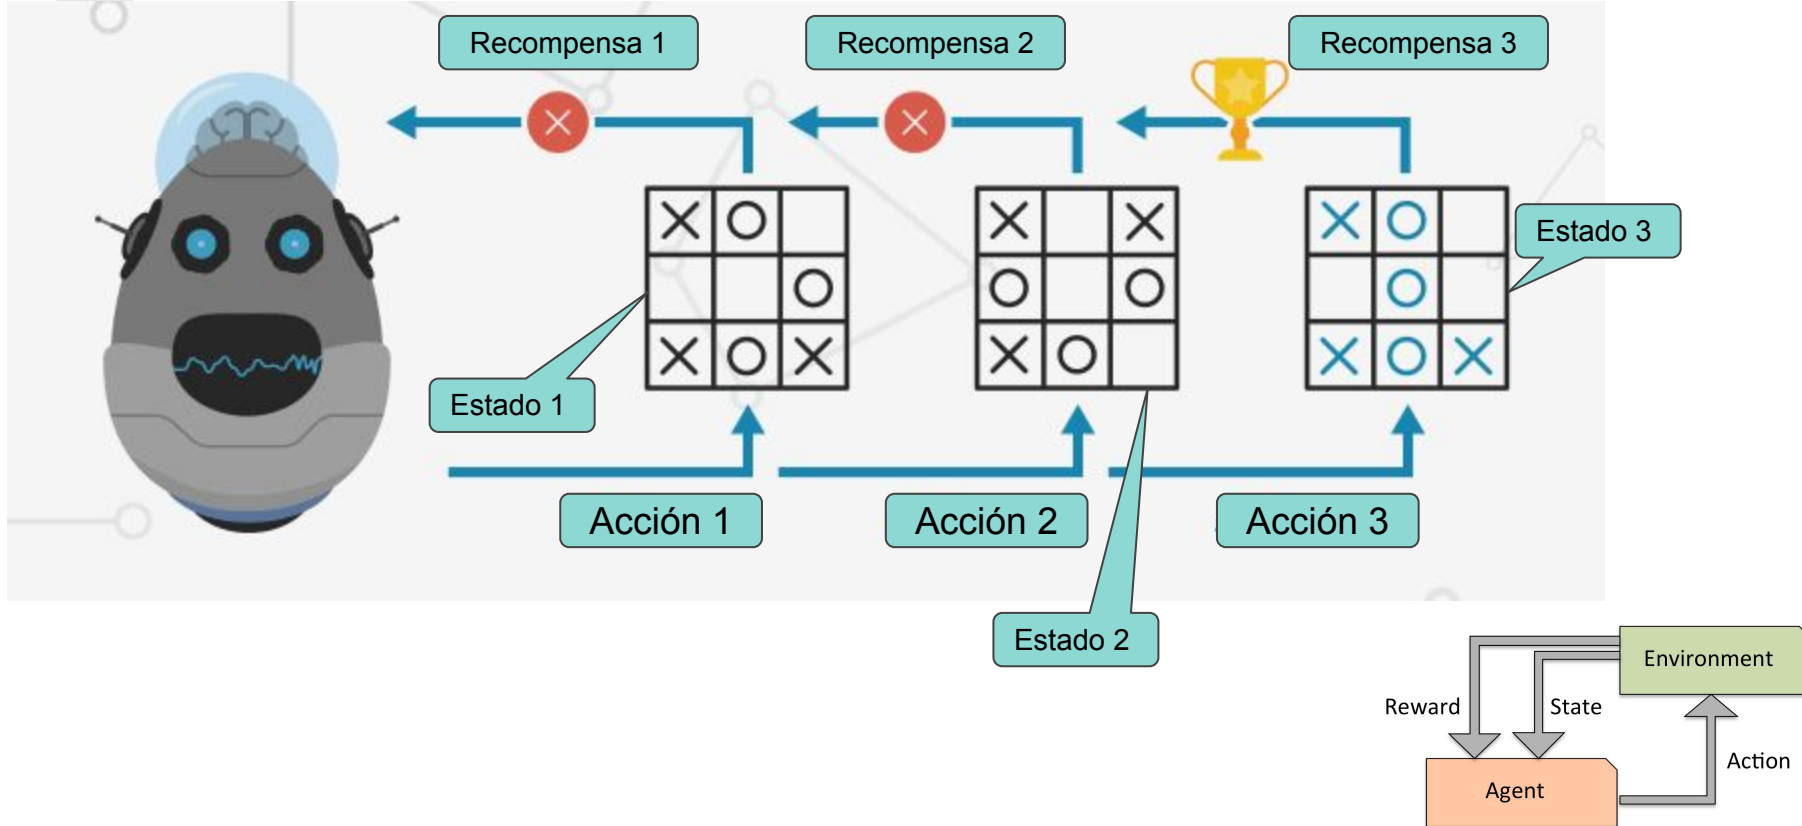 Recompensa 1
Recompensa 2
Recompensa 3
X O
O
X O X
X X
O O
X O
X O
O
X O X
Estado 3
Estado 1
Acción 1
Acción 2
Acción 3
Estado 2
Environment
Reward
State
Action
Agent